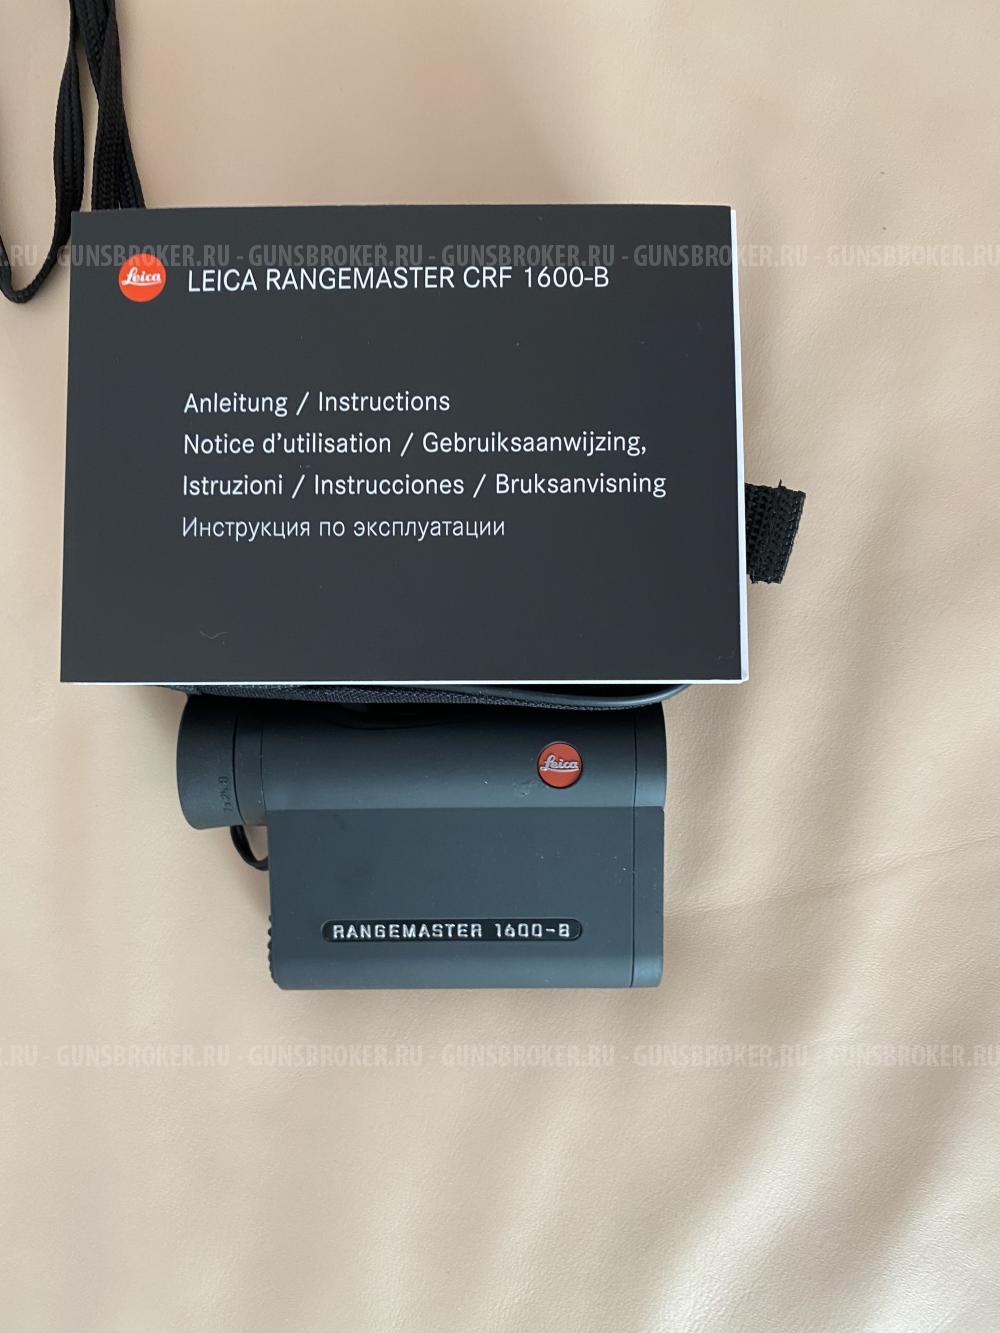 .RU - GUNSBROKER.RU - GUNSBROKER.RU - GUNSBROKER.RU - GUNSBROKER.RU - GUNSBROKER.RU
Leica LEICA RANGEMASTER CRF 1600-B
Anleitung / Instructions
Notice d'utilisation / Gebruiksaanwijzing,
Istruzioni / Instrucciones / Bruksanvisning
Инструкция по эксплуатации
Leica
RANGEMASTER 1600-B
.RU - GUNSBROKER.RU - GUNSBROKER.RU - GUNSBROKER.RU - GUNSBROKER.RU - GUNSBROKER.RU